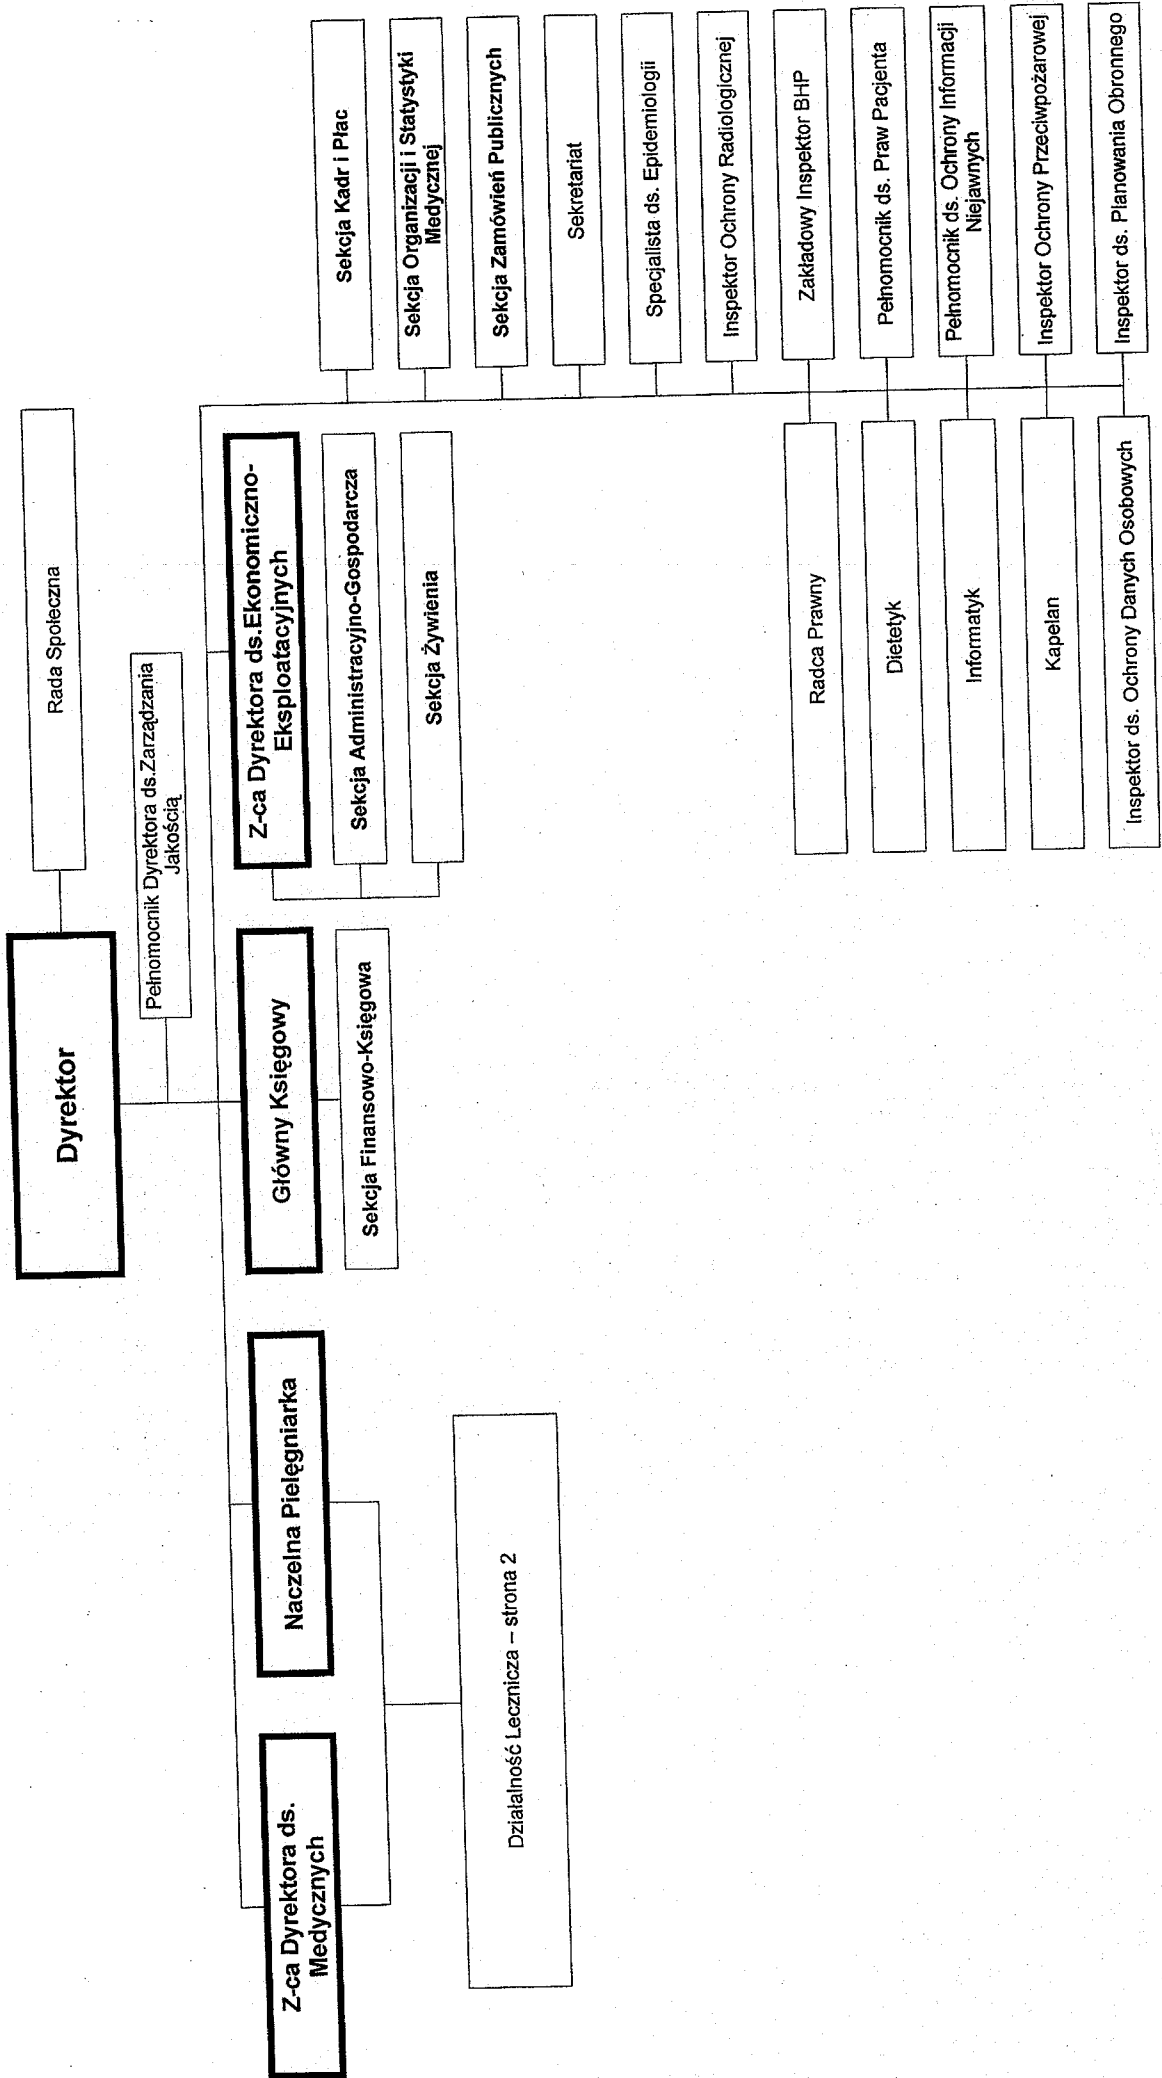 Dyrektor
Rada Społeczna
Pełnomocnik Dyrektora ds.Zarządzania
Jakością
Z-ca Dyrektora ds.
Medycznych
Naczelna Pielęgniarka
Główny Księgowy
Z-ca Dyrektora ds.Ekonomiczno-
Eksploatacyjnych
Sekcja Finansowo-Księgowa
Sekcja Administracyjno-Gospodarcza
Sekcja Żywienia
Działalność Lecznicza – strona 2
Sekcja Kadr i Płac
Sekcja Organizacji i Statystyki
Medycznej
Sekcja Zamówień Publicznych
Sekretariat
Specjalista ds. Epidemiologii
Inspektor Ochrony Radiologicznej
Radca Prawny
Zakładowy Inspektor BHP
Dietetyk
Pełnomocnik ds. Praw Pacjenta
Informatyk
Pełnomocnik ds. Ochrony Informacji
Niejawnych
Kapelan
Inspektor Ochrony Przeciwpożarowej
Inspektor ds. Ochrony Danych Osobowych
Inspektor ds. Planowania Obronnego